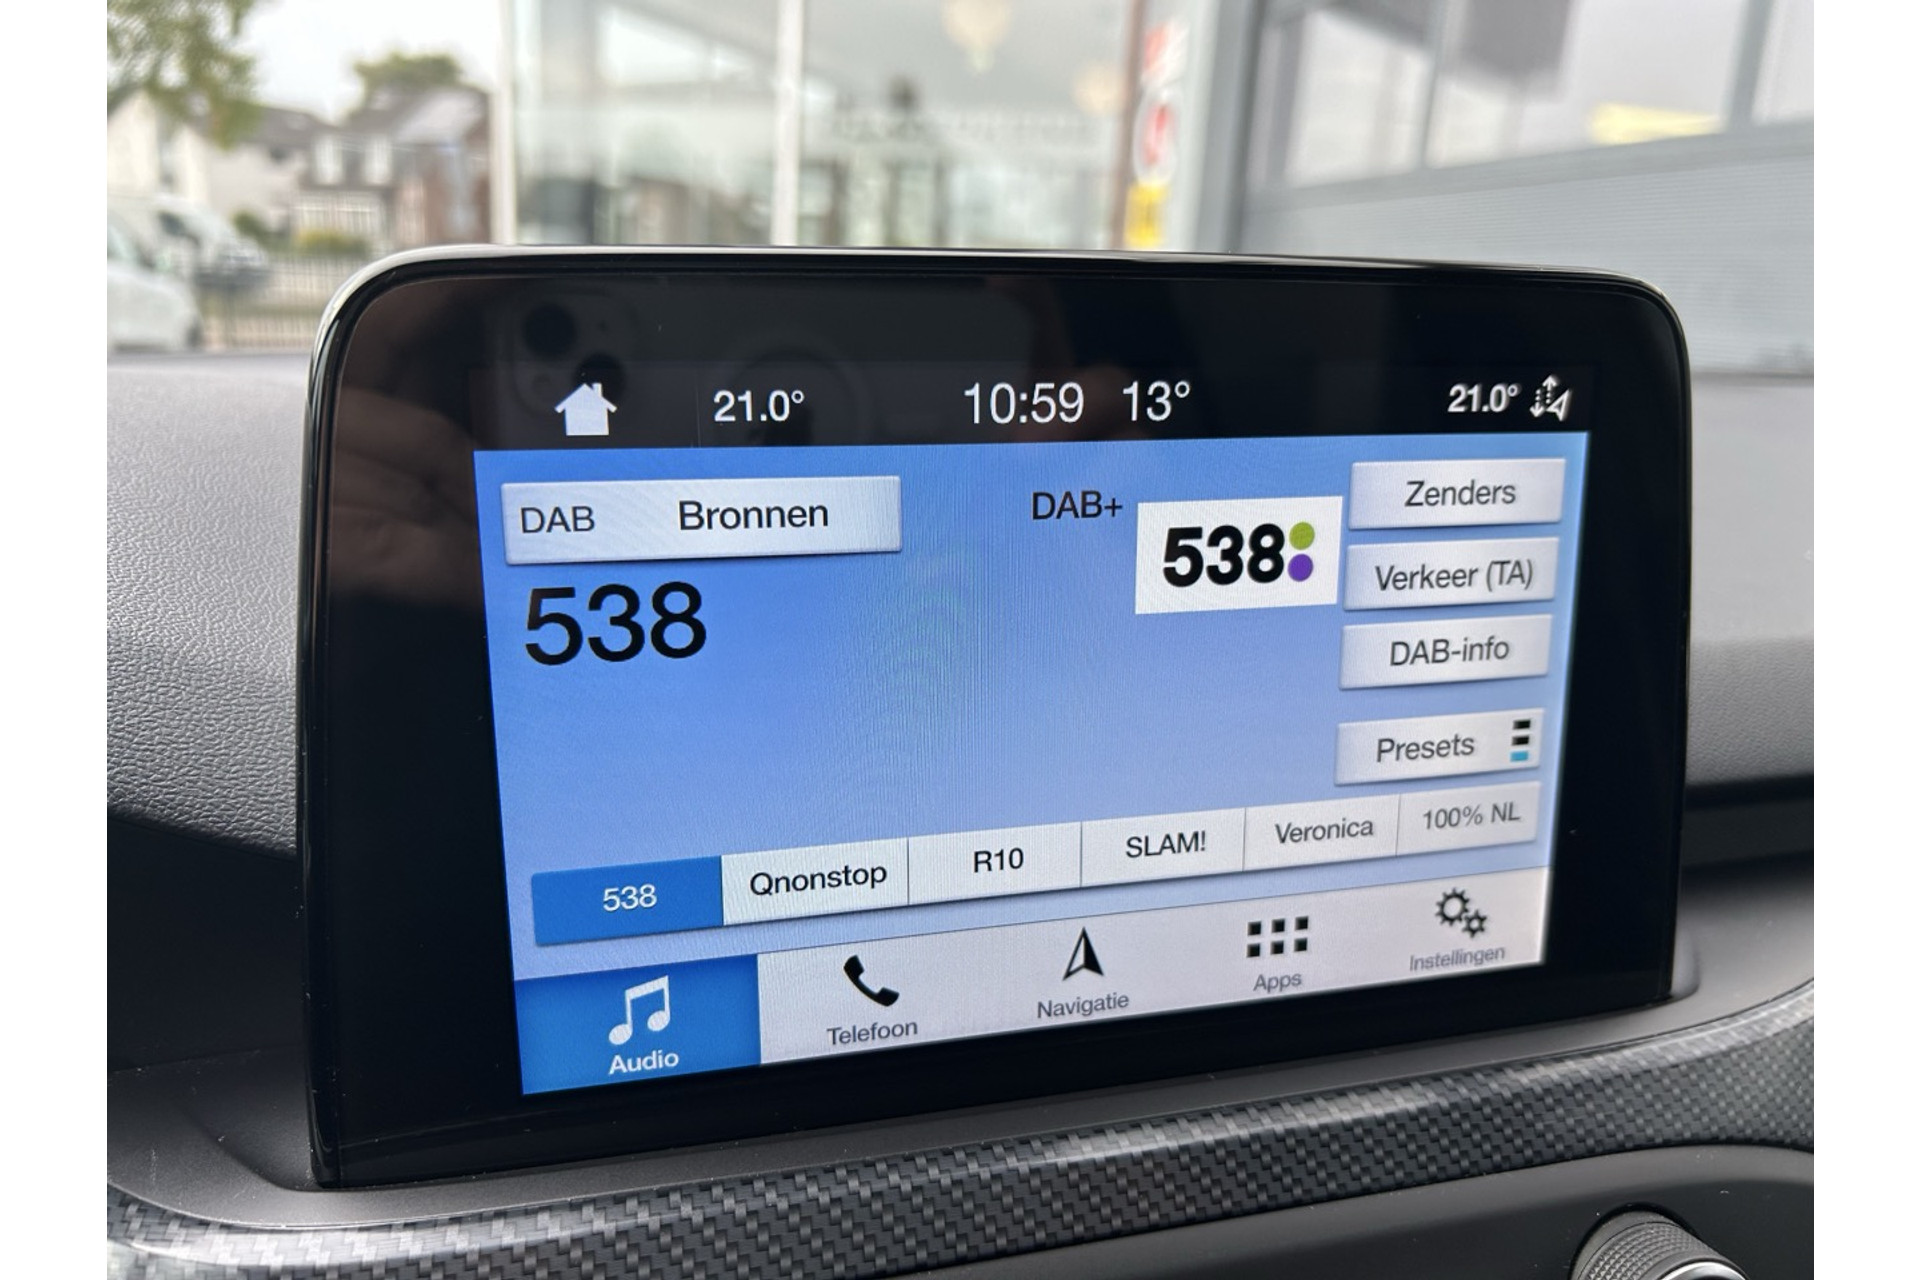 21.0° 10:59 13° 21.0°
DAB Bronnen
DAB+
538
Zenders
538
Verkeer (TA)
DAB-info
Presets
538 Qnonstop R10 SLAM! Veronica 100% NL
Audio Telefoon Navigatie Apps Instellingen